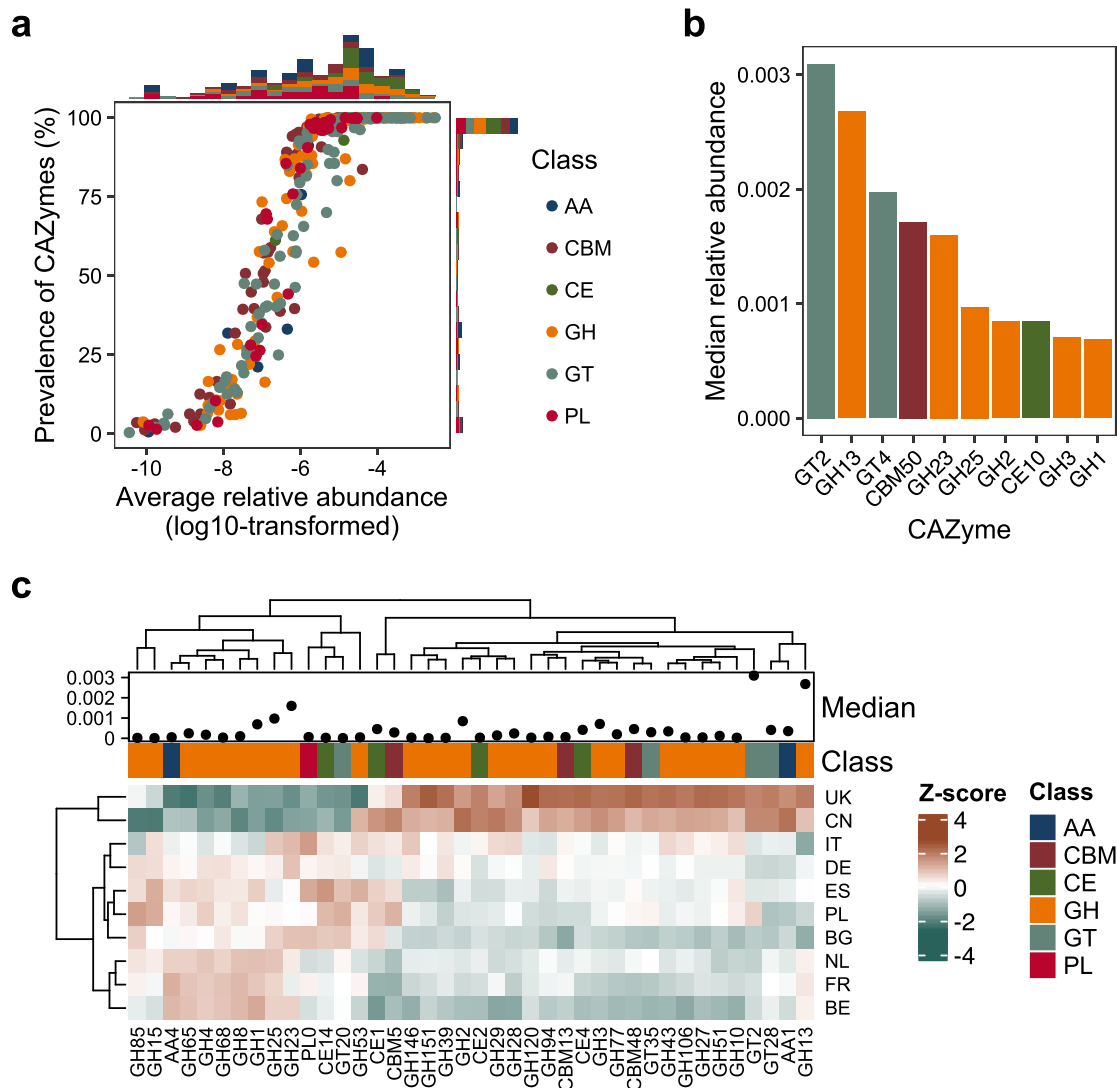 a
Prevalence of CAZymes (%)
100
75
50
25
0
-10
-8
-6
-4
Average relative abundance
(log10-transformed)
Class
AA
CBM
CE
GH
GT
PL
b
Median relative abundance
0.003
0.002
0.001
0.000
GT2
GH13
GT4
CBM50
GH23
GH25
GH2
CE10
GH3
GH1
CAZyme
c
0.003
0.002
0.001
0
Median
Class
UK
CN
IT
DE
ES
PL
BG
NL
FR
BE
GH85
GH15
AA4
GH65
GH4
GH68
GH8
GH1
GH25
GH23
PL0
CE14
GT20
GH53
CE1
CBM5
GH146
GH151
GH39
GH2
CE2
GH29
GH28
GH120
GH94
CBM13
CE4
GH3
GH77
CBM48
GT35
GH43
GH106
GH27
GH51
GH10
GT2
GT28
AA1
GH13
Z-score
4
2
0
-2
-4
Class
AA
CBM
CE
GH
GT
PL